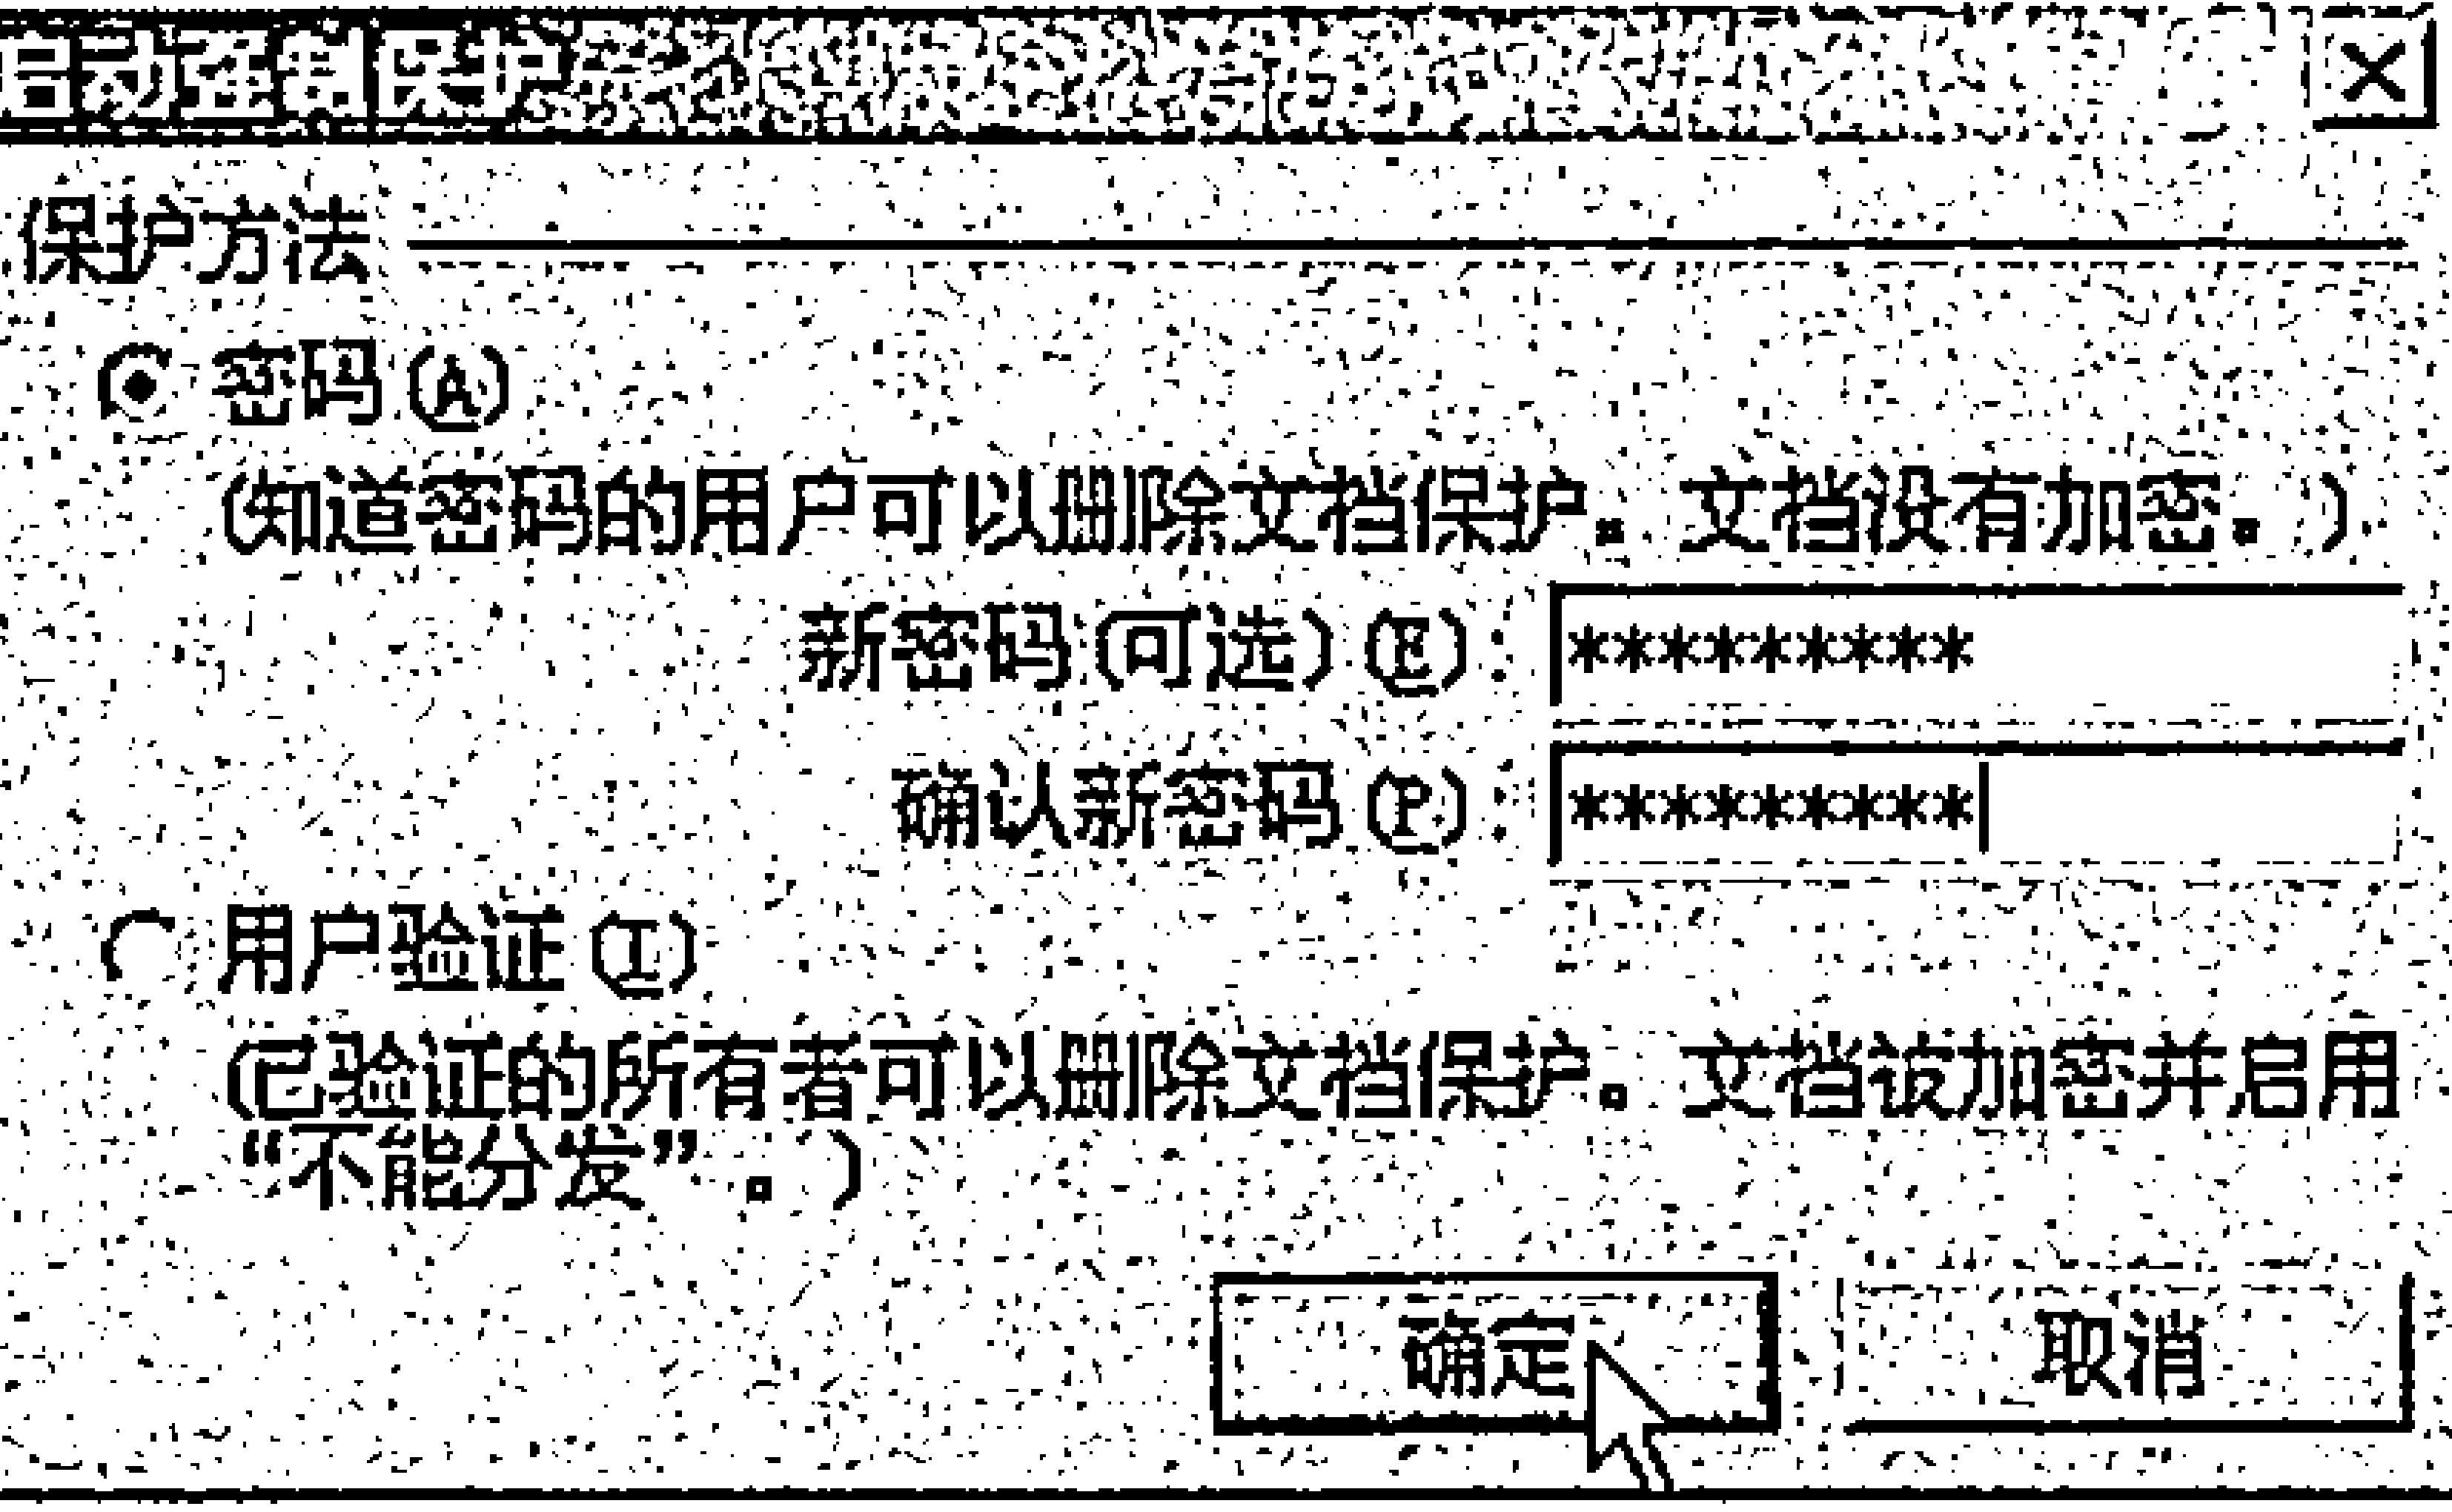 启动强制保护
保护方法
密码(A)
(知道密码的用户可以删除文档保护。文档没有加密。)
新密码(可选)(E): *********
确认新密码(P): *********
用户验证(I)
(已验证的所有者可以删除文档保护。文档被加密并启用
“不能分发”。)
确定 取消